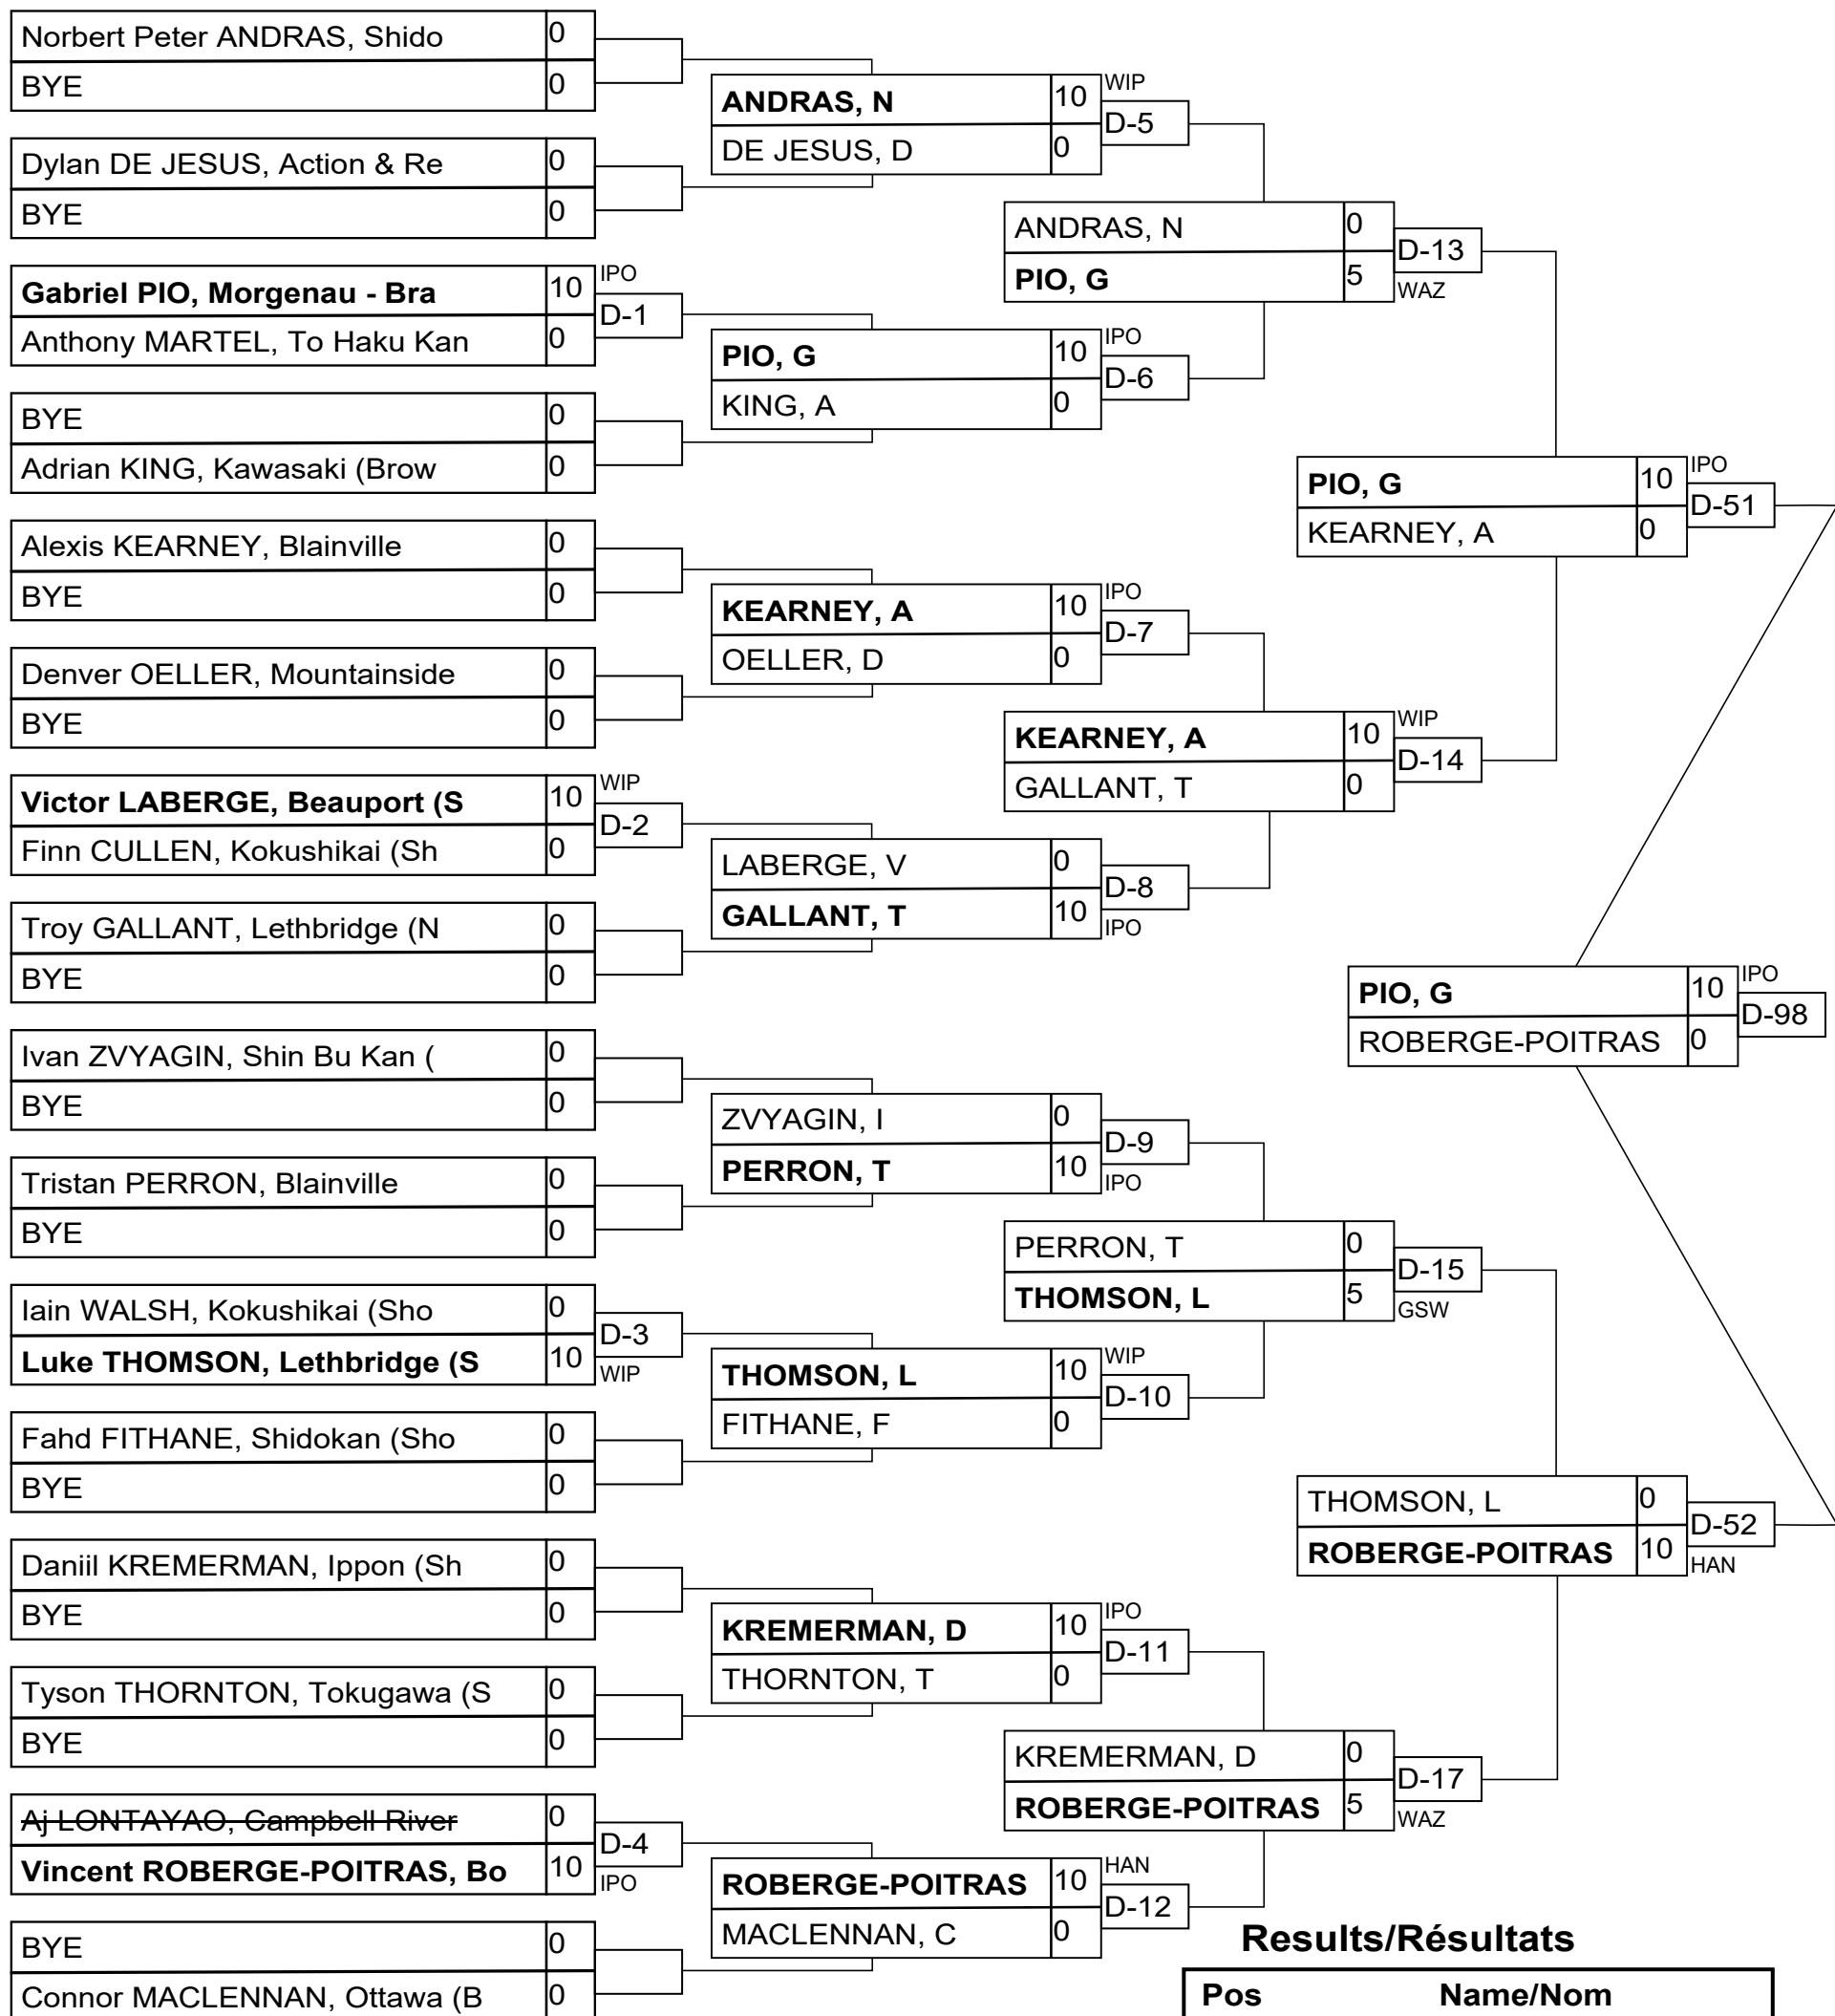 Norbert Peter ANDRAS, Shido 0
BYE 0
Dylan DE JESUS, Action & Re 0
BYE 0
Gabriel PIO, Morgenau - Bra 10 IPO
D-1
Anthony MARTEL, To Haku Kan 0
BYE 0
Adrian KING, Kawasaki (Brow 0
Alexis KEARNEY, Blainville 0
BYE 0
Denver OELLER, Mountainside 0
BYE 0
Victor LABERGE, Beauport (S 10 WIP
D-2
Finn CULLEN, Kokushikai (Sh 0
Troy GALLANT, Lethbridge (N 0
BYE 0
Ivan ZVYAGIN, Shin Bu Kan ( 0
BYE 0
Tristan PERRON, Blainville 0
BYE 0
Iain WALSH, Kokushikai (Sho 0
D-3
Luke THOMSON, Lethbridge (S 10 WIP
Fahd FITHANE, Shidokan (Sho 0
BYE 0
Daniil KREMERMAN, Ippon (Sh 0
BYE 0
Tyson THORNTON, Tokugawa (S 0
BYE 0
Aj LONTAYAO, Campbell River 0
D-4
Vincent ROBERGE-POITRAS, Bo 10 IPO
BYE 0
Connor MACLENNAN, Ottawa (B 0
ANDRAS, N 10 WIP
D-5
DE JESUS, D 0
PIO, G 10 IPO
D-6
KING, A 0
KEARNEY, A 10 IPO
D-7
OELLER, D 0
LABERGE, V 0
D-8
GALLANT, T 10 IPO
ZVYAGIN, I 0
D-9
PERRON, T 10 IPO
THOMSON, L 10 WIP
D-10
FITHANE, F 0
KREMERMAN, D 10 IPO
D-11
THORNTON, T 0
ROBERGE-POITRAS 10 HAN
D-12
MACLENNAN, C 0
ANDRAS, N 0
D-13
PIO, G 5 WAZ
KEARNEY, A 10 WIP
D-14
GALLANT, T 0
PERRON, T 0
D-15
THOMSON, L 5 GSW
KREMERMAN, D 0
D-17
ROBERGE-POITRAS 5 WAZ
PIO, G 10 IPO
D-51
KEARNEY, A 0
THOMSON, L 0
D-52
ROBERGE-POITRAS 10 HAN
PIO, G 10 IPO
D-98
ROBERGE-POITRAS 0
Results/Résultats
Pos Name/Nom